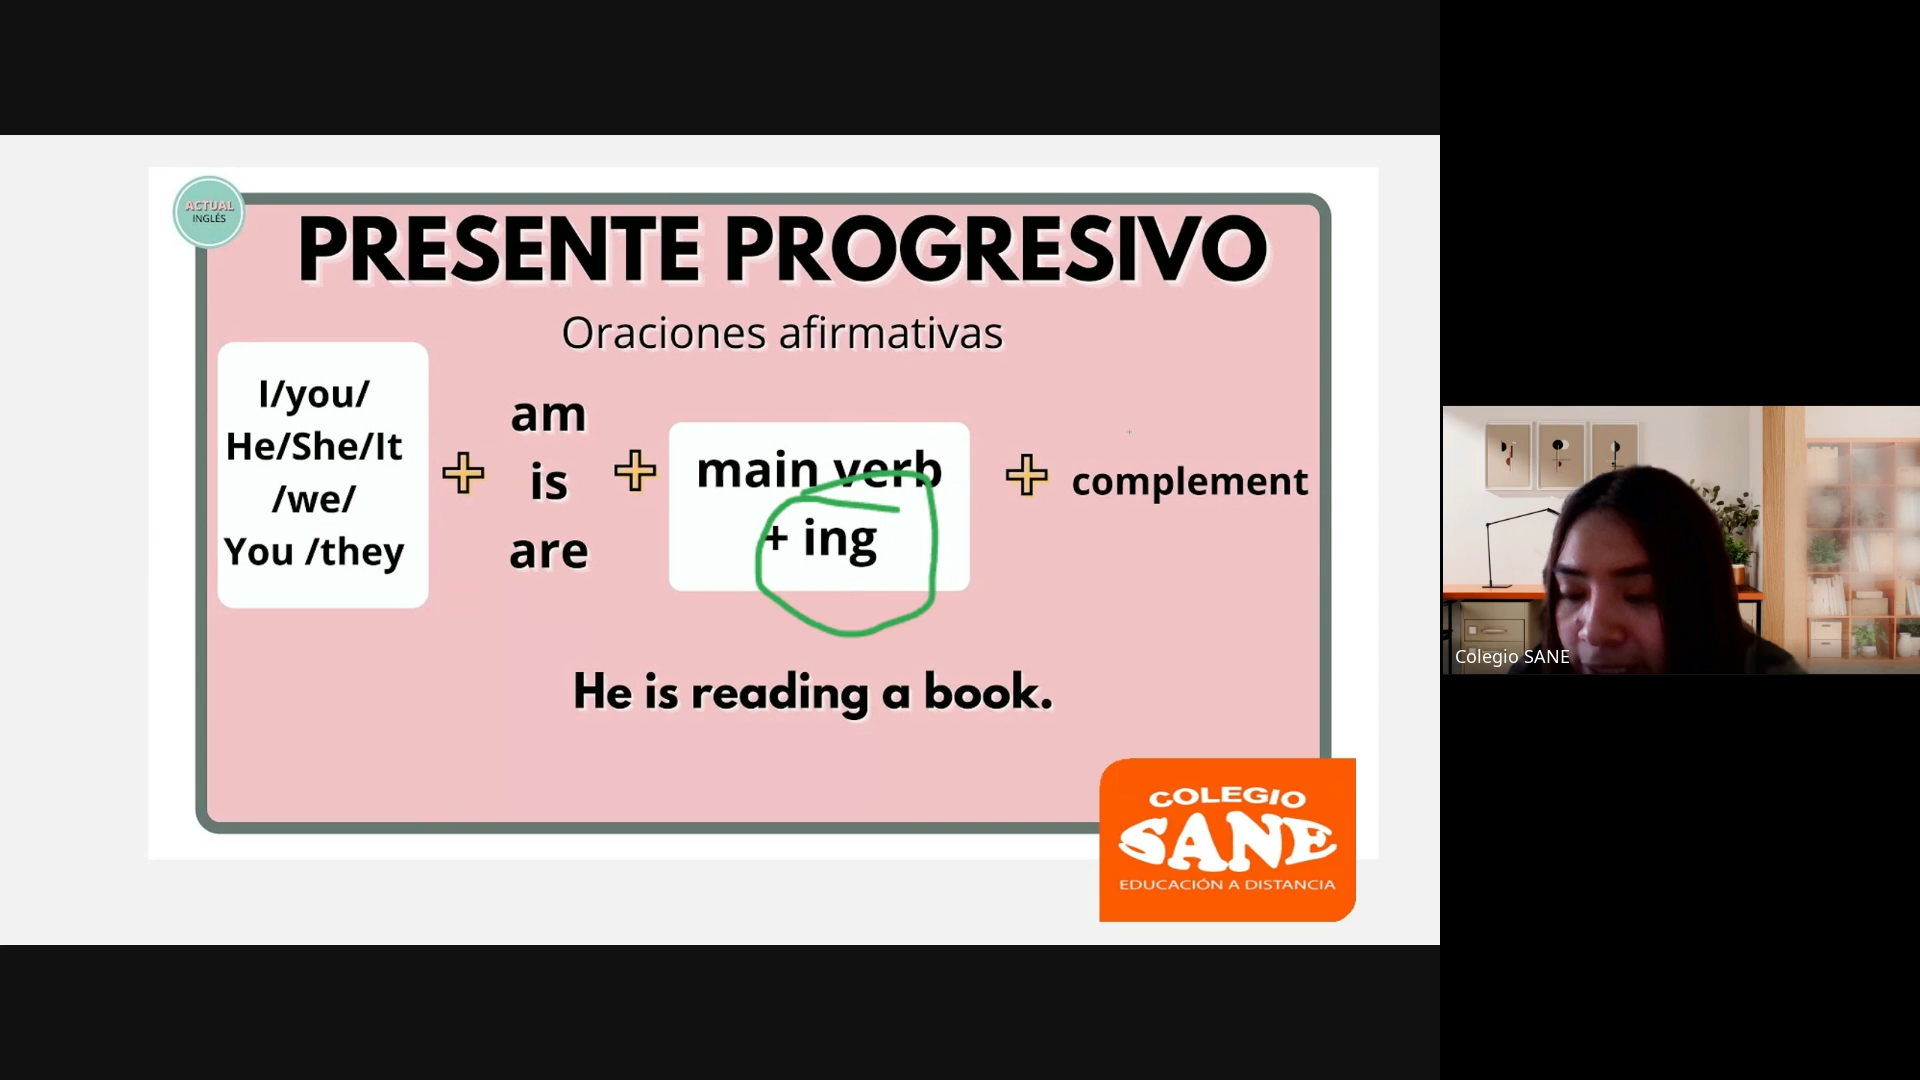 ACTUAL
INGLÉS
PRESENTE PROGRESIVO
Oraciones afirmativas
I/you/
He/She/It
/we/
You /they
+
am
is
are
+
main verb
+ ing
+
complement
He is reading a book.
COLEGIO
SANE
EDUCACIÓN A DISTANCIA
Colegio SANE